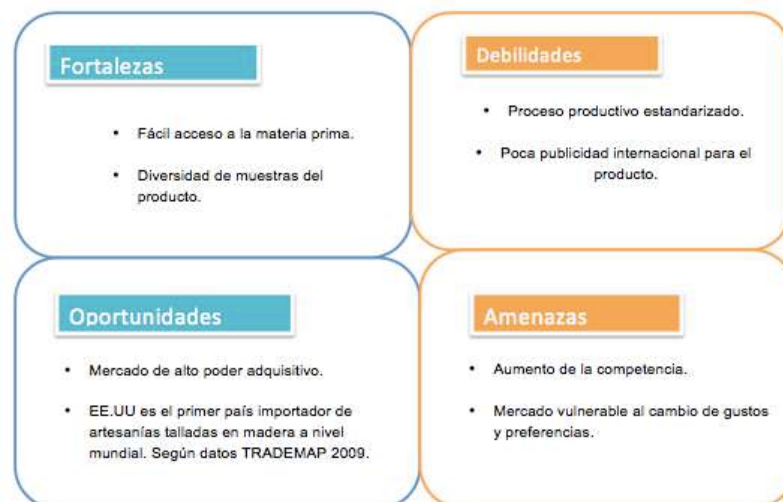 Fortalezas
• Fácil acceso a la materia prima.
• Diversidad de muestras del
producto.
Debilidades
• Proceso productivo estandarizado.
• Poca publicidad internacional para el
producto.
Oportunidades
• Mercado de alto poder adquisitivo.
• EE.UU es el primer país importador de
artesanías talladas en madera a nivel
mundial. Según datos TRADEMAP 2009.
Amenazas
• Aumento de la competencia.
• Mercado vulnerable al cambio de gustos
y preferencias.